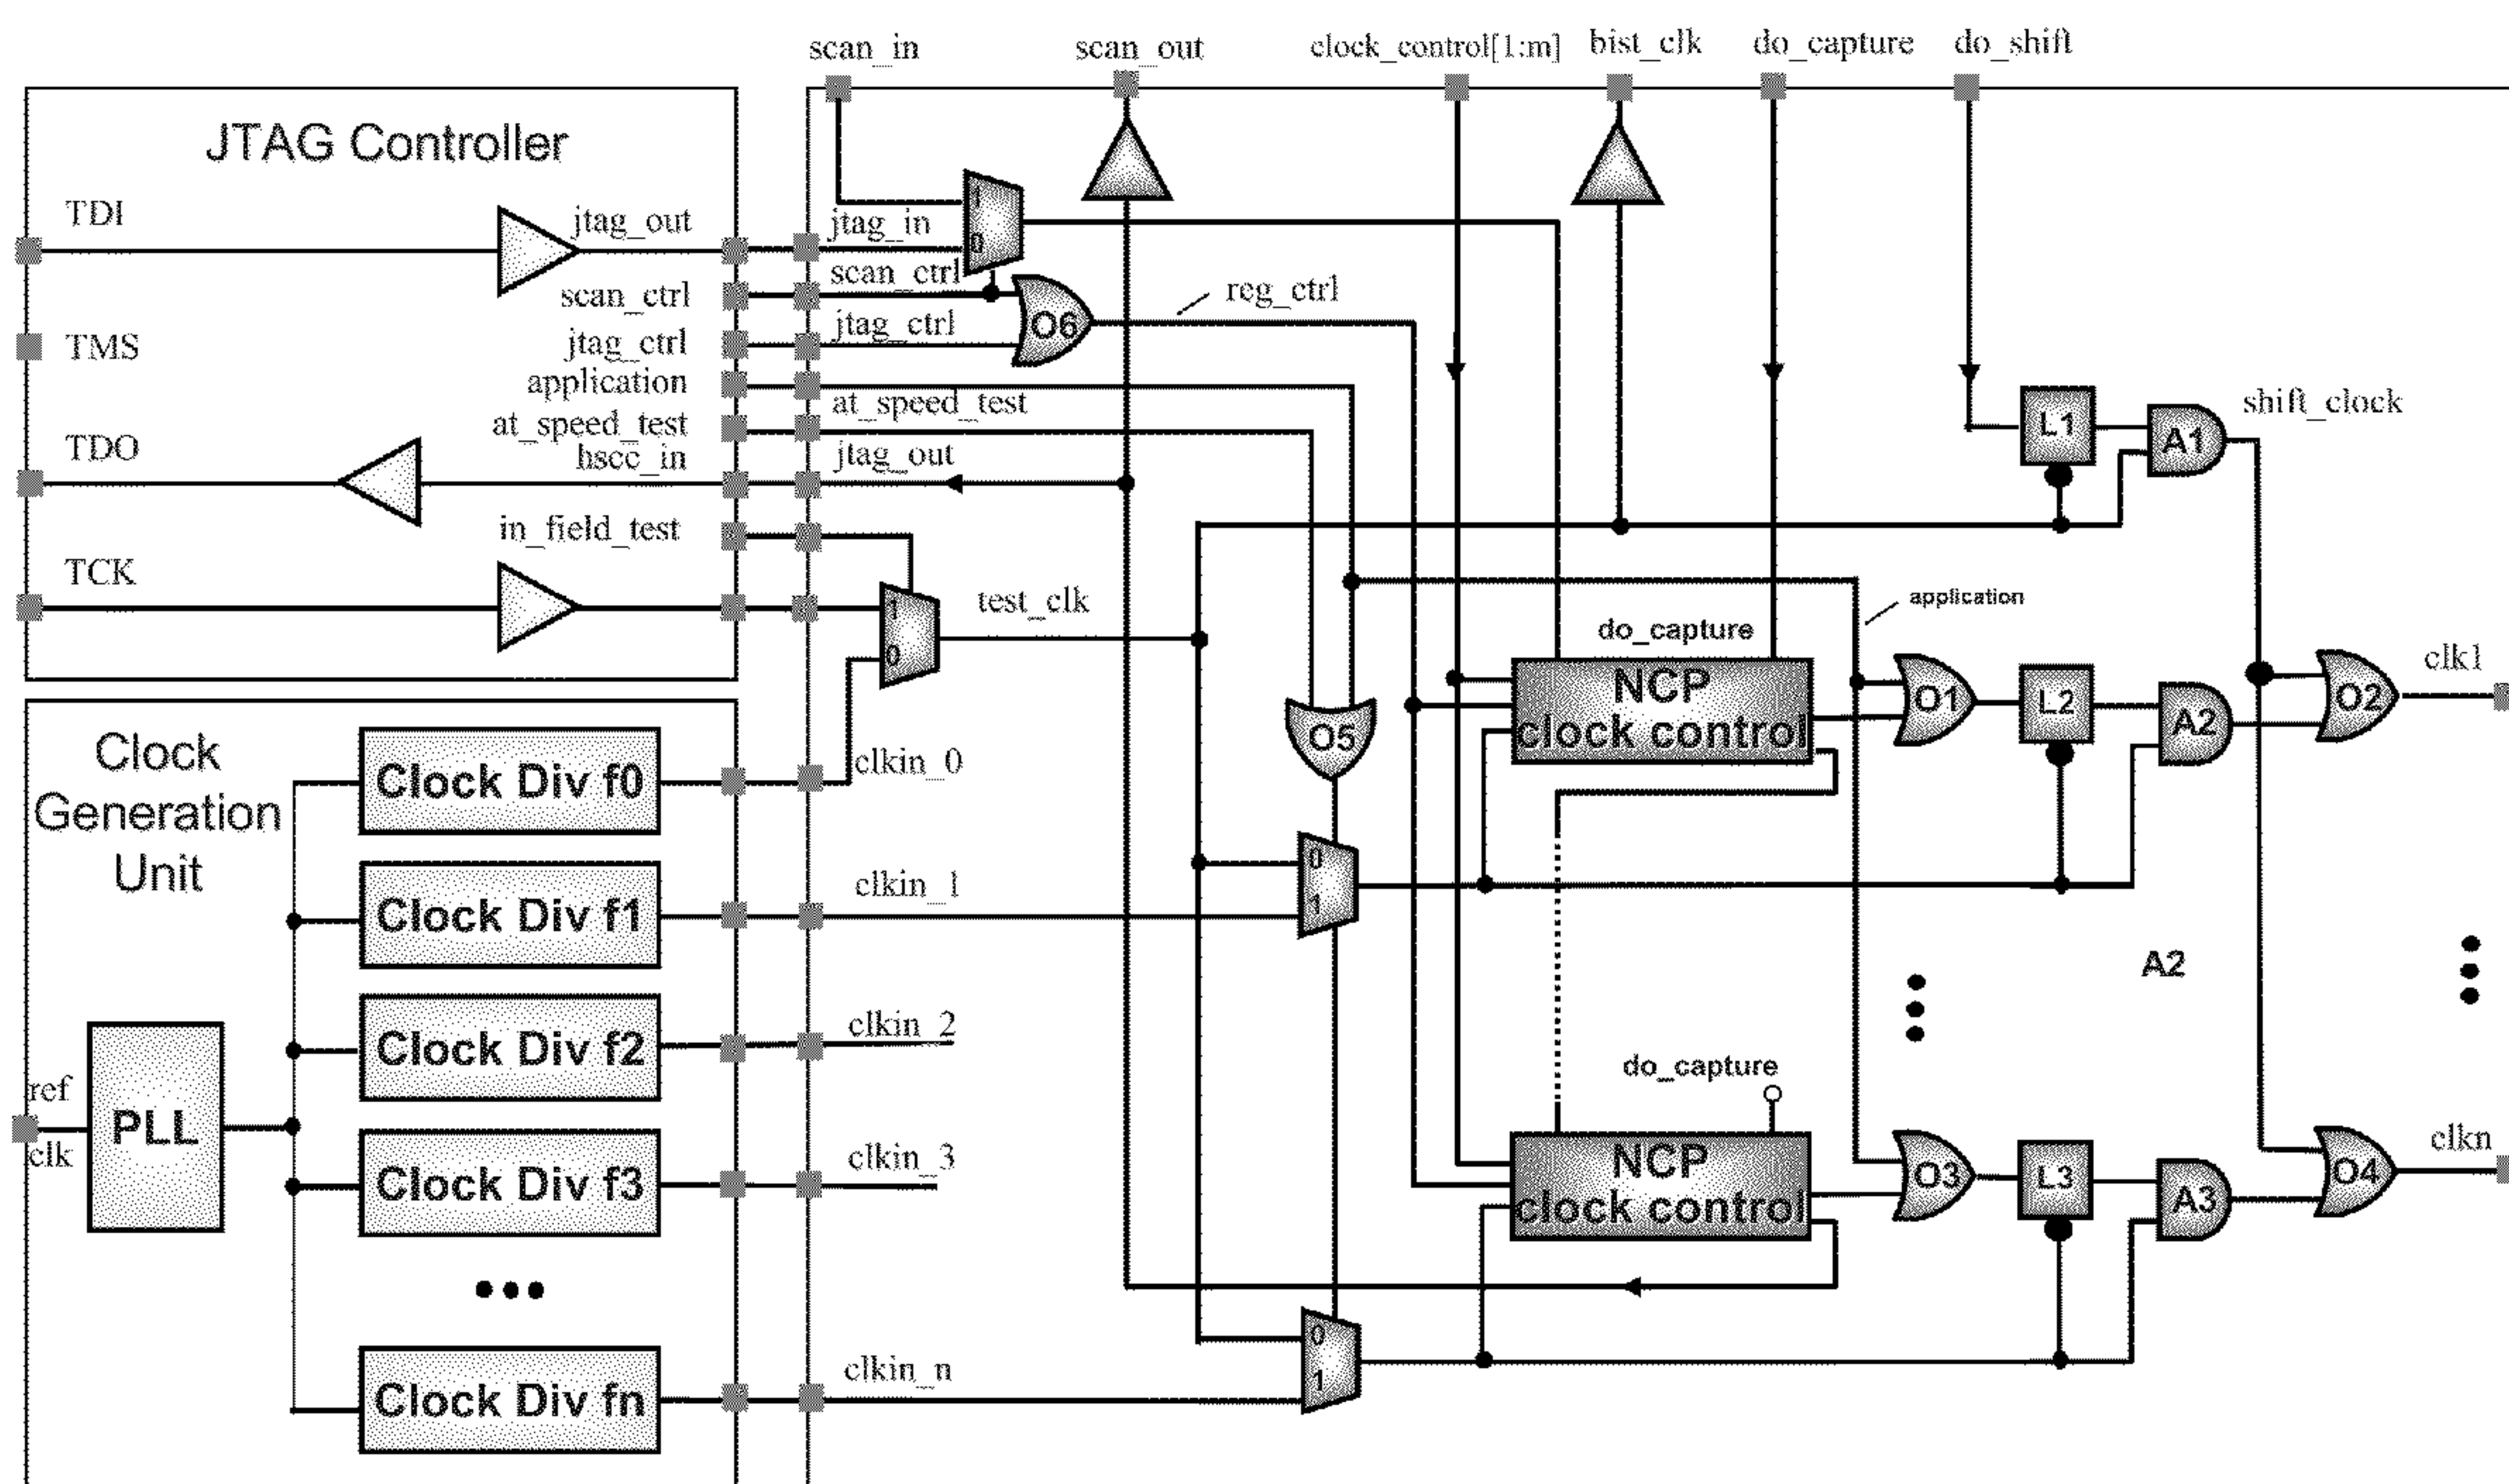 scan_in
scan_out
clock_control[1:m]
bist_clk
do_capture
do_shift
JTAG Controller
TDI
jtag_out
scan_ctrl
TMS
jtag_ctrl
application
at_speed_test
TDO
hscc_in
in_field_test
TCK
1
0
jtag_in
scan_ctrl
jtag_ctrl
O6
reg_ctrl
at_speed_test
jtag_out
L1
A1
shift_clock
1
0
test_clk
application
do_capture
NCP
clock control
O1
L2
A2
O2
clk1
O5
Clock
Generation
Unit
Clock Div f0
clkin_0
Clock Div f1
clkin_1
0
1
A2
Clock Div f2
clkin_2
ref
clk
PLL
Clock Div f3
clkin_3
do_capture
NCP
clock control
O3
L3
A3
O4
clkn
Clock Div fn
clkin_n
0
1